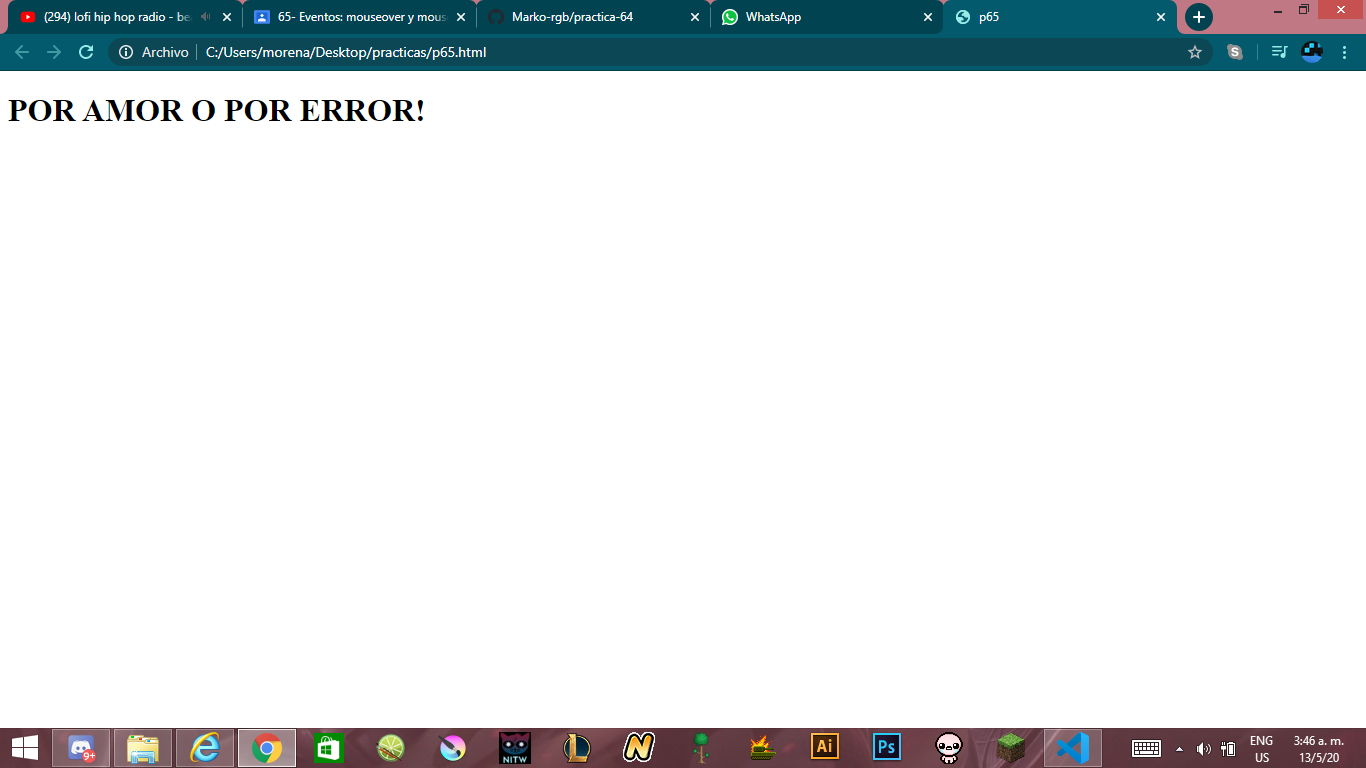 (294) lofi hip hop radio - be
65- Eventos: mouseover y mous
Marko-rgb/practica-64
WhatsApp
p65
Archivo
C:/Users/morena/Desktop/practicas/p65.html
POR AMOR O POR ERROR!
9+
NITW
L
N
Ai
Ps
ENG
US
3:46 a. m.
13/5/20